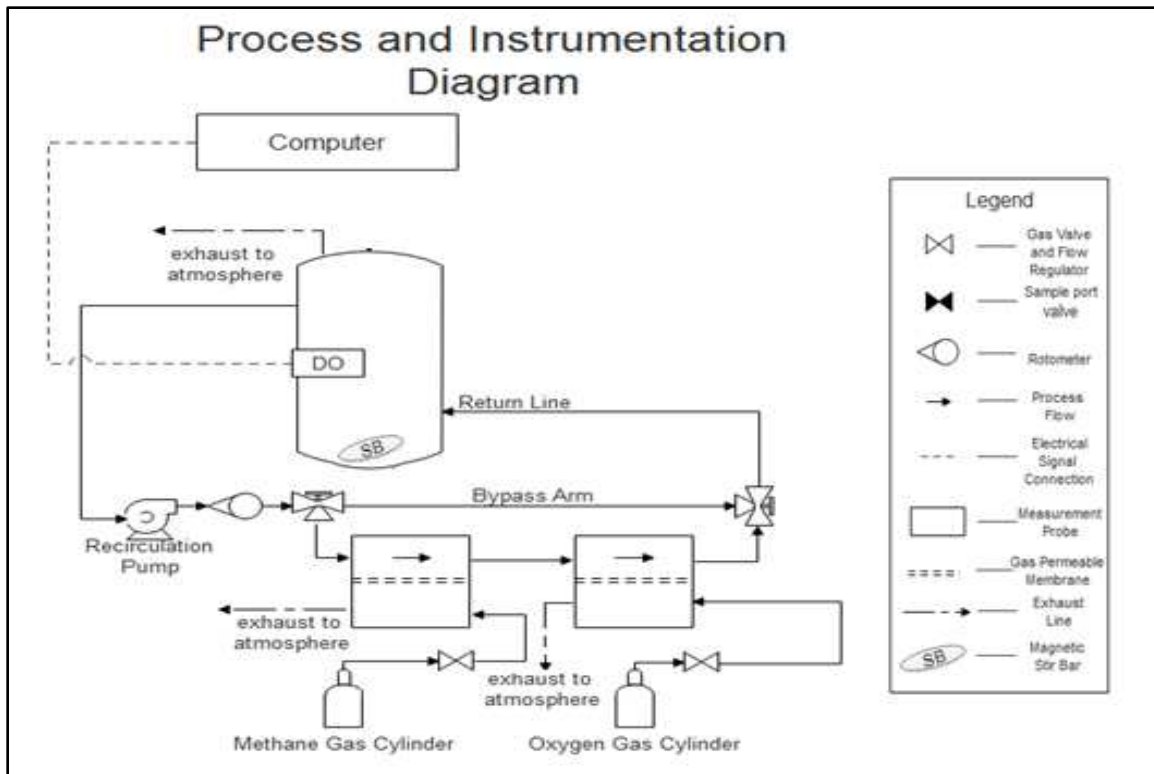 Process and Instrumentation
Diagram
Computer
exhaust to
atmosphere
DO
Return Line
SB
Bypass Arm
Recirculation
Pump
exhaust to
atmosphere
exhaust to
atmosphere
Methane Gas Cylinder
Oxygen Gas Cylinder
Legend
Gas Valve
and Flow
Regulator
Sample port
valve
Rotometer
Process
Flow
Electrical
Signal
Connection
Measurement
Probe
Gas Permeable
Membrane
Exhaust
Line
SB
Magnetic
Stir Bar